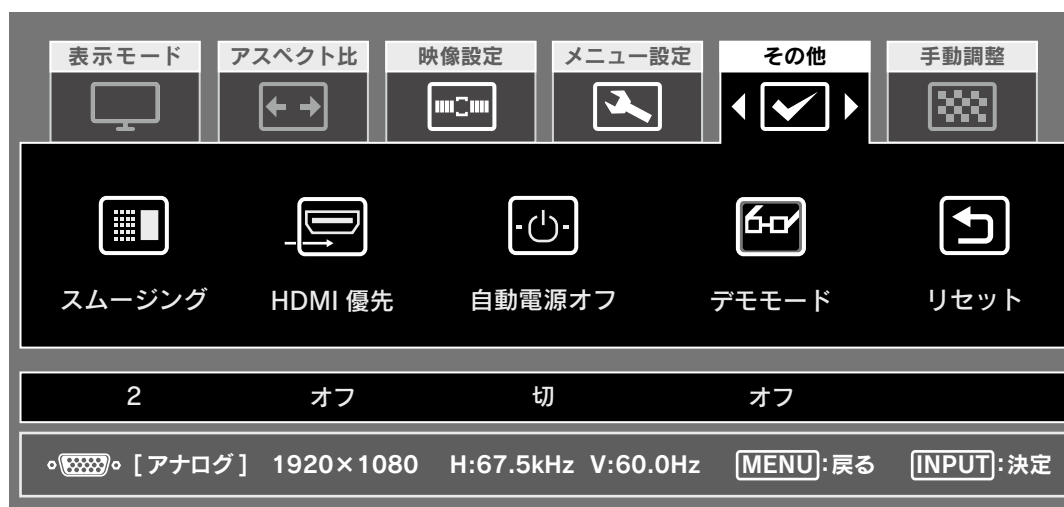 表示モード アスペクト比 映像設定 メニュー設定 その他 手動調整
スムージング HDMI 優先 自動電源オフ デモモード リセット
2 オフ 切 オフ
[アナログ] 1920×1080 H:67.5kHz V:60.0Hz MENU:戻る INPUT:決定